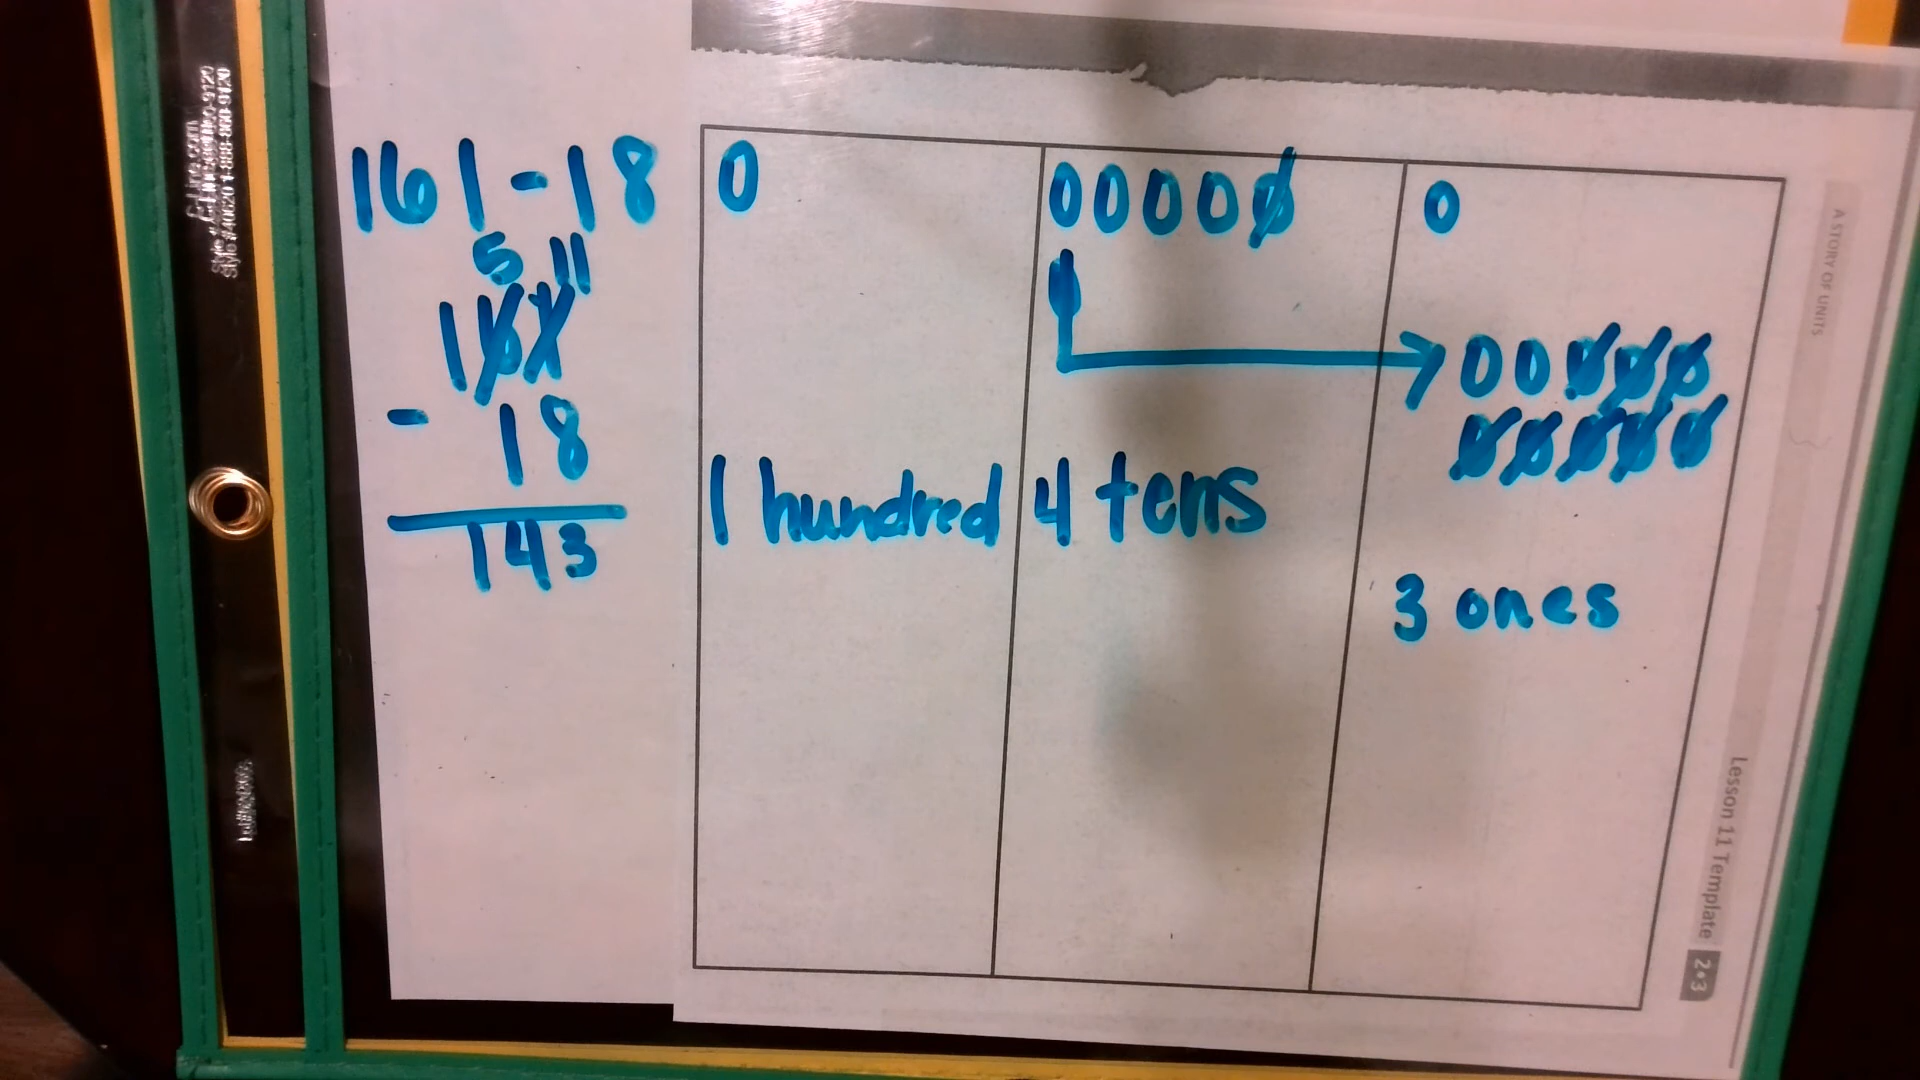 161-18
5 11
161
- 18
143
0
00000
0
0
00000
00000
1 hundred
4 tens
3 ones
A STORY OF UNITS
Lesson 11 Template 2•3